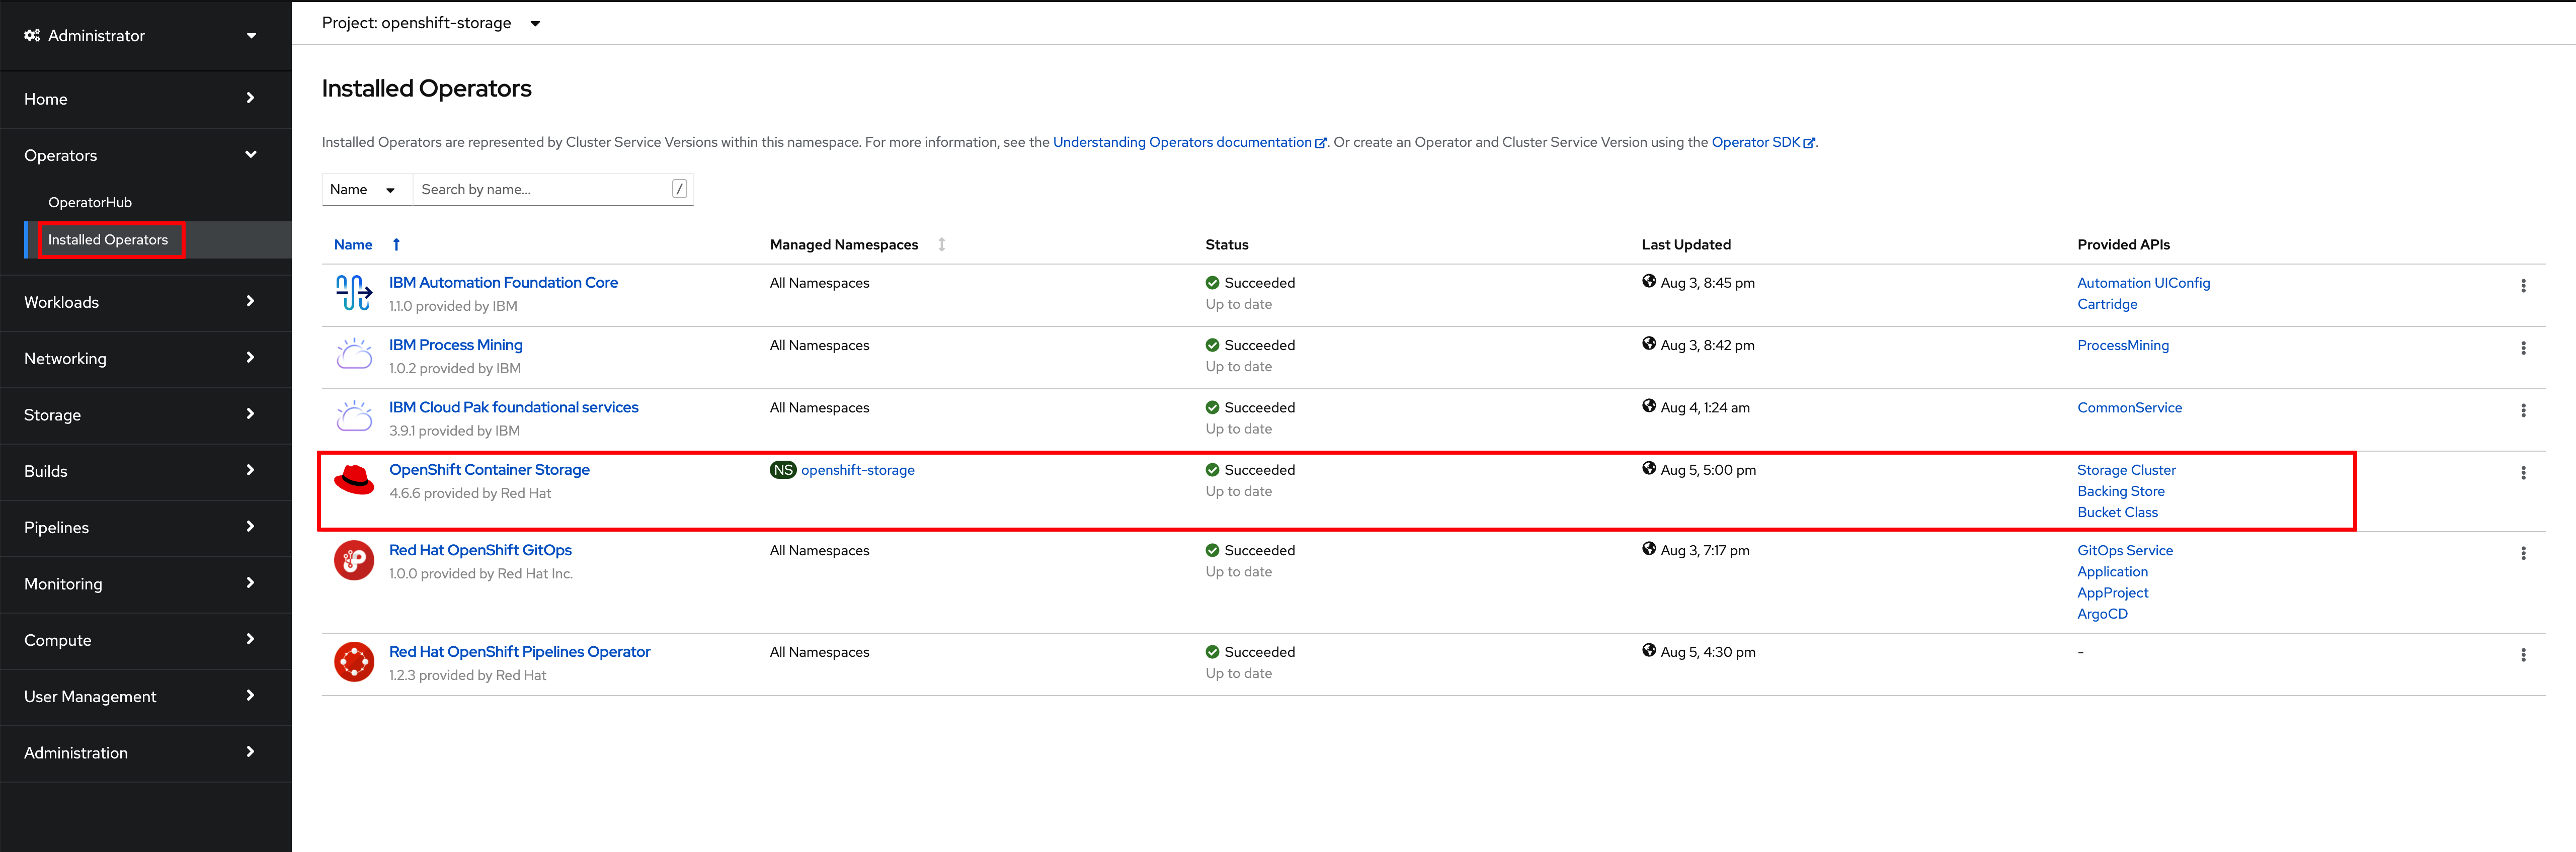 Administrator
Home
Operators
OperatorHub
Installed Operators
Workloads
Networking
Storage
Builds
Pipelines
Monitoring
Compute
User Management
Administration
Project: openshift-storage
Installed Operators
Installed Operators are represented by Cluster Service Versions within this namespace. For more information, see the Understanding Operators documentation. Or create an Operator and Cluster Service Version using the Operator SDK.
Name Search by name... /
Name Managed Namespaces Status Last Updated Provided APIs
IBM Automation Foundation Core All Namespaces Succeeded Aug 3, 8:45 pm Automation UIConfig
1.1.0 provided by IBM Up to date Cartridge
IBM Process Mining All Namespaces Succeeded Aug 3, 8:42 pm ProcessMining
1.0.2 provided by IBM Up to date
IBM Cloud Pak foundational services All Namespaces Succeeded Aug 4, 1:24 am CommonService
3.9.1 provided by IBM Up to date
OpenShift Container Storage NS openshift-storage Succeeded Aug 5, 5:00 pm Storage Cluster
4.6.6 provided by Red Hat Up to date Backing Store
Bucket Class
Red Hat OpenShift GitOps All Namespaces Succeeded Aug 3, 7:17 pm GitOps Service
1.0.0 provided by Red Hat Inc. Up to date Application
AppProject
ArgoCD
Red Hat OpenShift Pipelines Operator All Namespaces Succeeded Aug 5, 4:30 pm -
1.2.3 provided by Red Hat Up to date